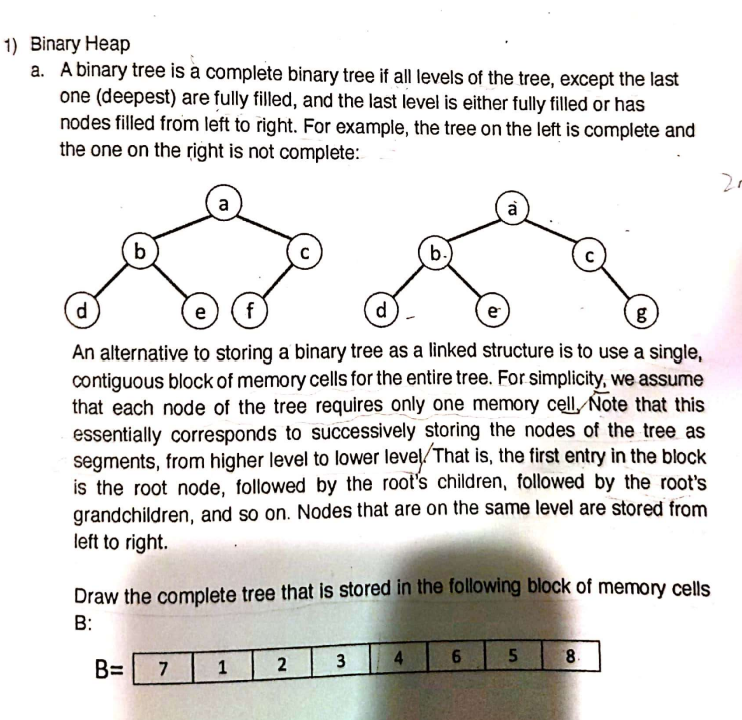 1) Binary Heap
a. A binary tree is a complete binary tree if all levels of the tree, except the last
one (deepest) are fully filled, and the last level is either fully filled or has
nodes filled from left to right. For example, the tree on the left is complete and
the one on the right is not complete:
a a
b c b c
d e f d e g
An alternative to storing a binary tree as a linked structure is to use a single,
contiguous block of memory cells for the entire tree. For simplicity, we assume
that each node of the tree requires only one memory cell. Note that this
essentially corresponds to successively storing the nodes of the tree as
segments, from higher level to lower level. That is, the first entry in the block
is the root node, followed by the root's children, followed by the root's
grandchildren, and so on. Nodes that are on the same level are stored from
left to right.
Draw the complete tree that is stored in the following block of memory cells
B:
B= 7 1 2 3 4 6 5 8